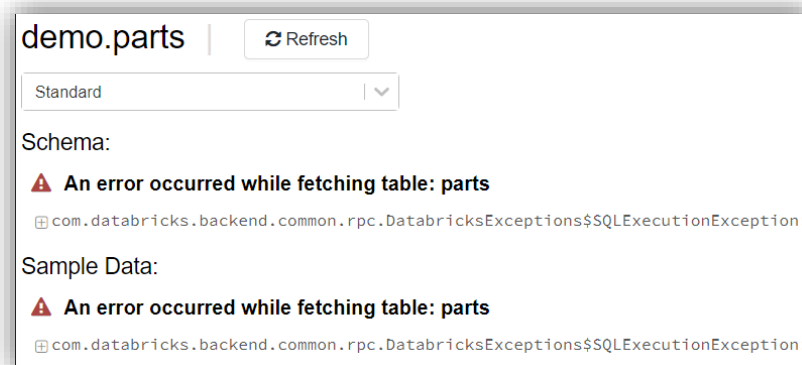 demo.parts
Refresh
Standard
Schema:
An error occurred while fetching table: parts
com.databricks.backend.common.rpc.DatabricksExceptions$SQLExecutionException
Sample Data:
An error occurred while fetching table: parts
com.databricks.backend.common.rpc.DatabricksExceptions$SQLExecutionException